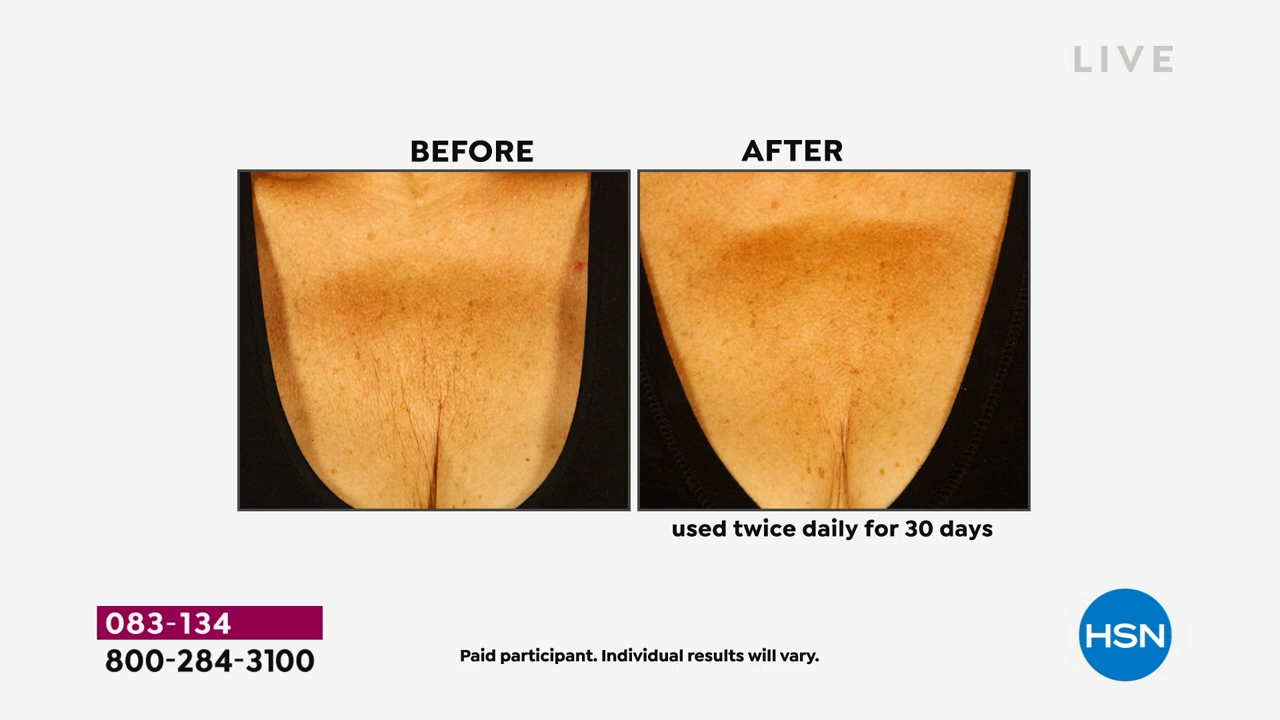 LIVE
BEFORE
AFTER
used twice daily for 30 days
083-134
800-284-3100
Paid participant. Individual results will vary.
HSN